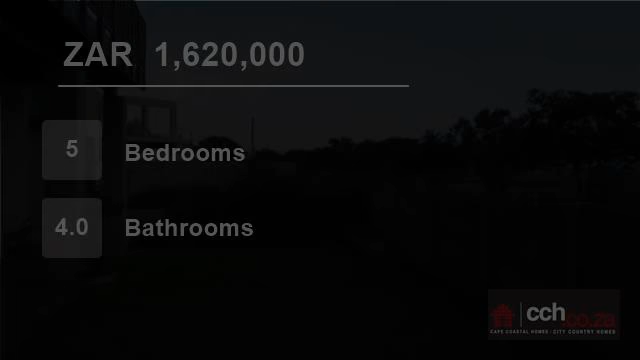 ZAR 1,620,000
5 Bedrooms
4.0 Bathrooms
cch.co.za
CAPE COASTAL HOMES · CITY COUNTRY HOMES